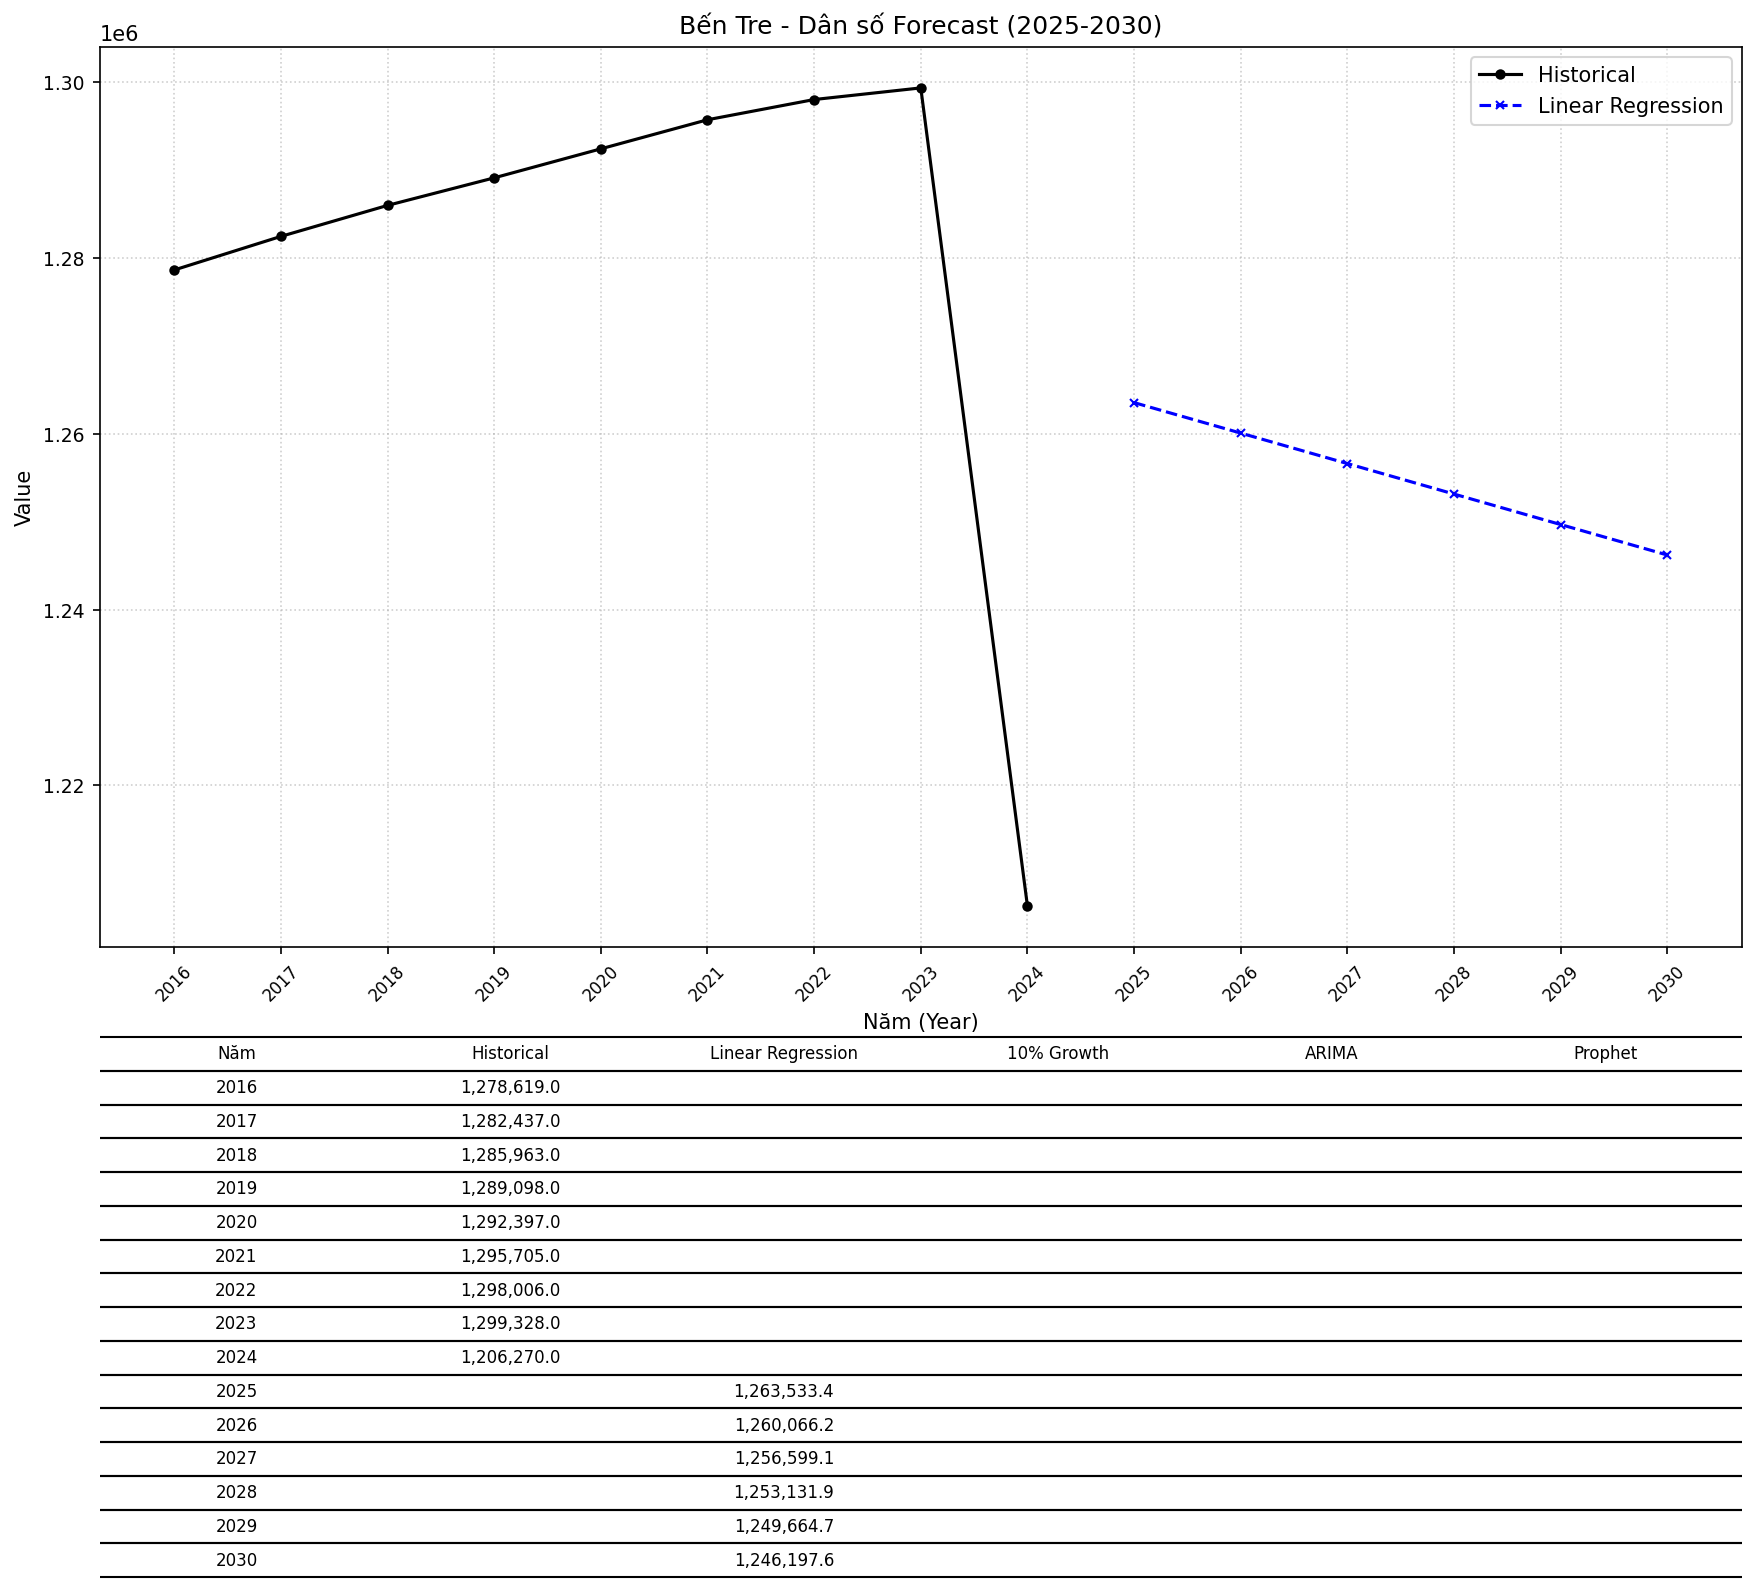 Bến Tre - Dân số Forecast (2025-2030)
1e6
1.30
1.28
1.26
1.24
1.22
Value
Historical
Linear Regression
2016 2017 2018 2019 2020 2021 2022 2023 2024 2025 2026 2027 2028 2029 2030
Năm (Year)
Năm Historical Linear Regression 10% Growth ARIMA Prophet
2016 1,278,619.0
2017 1,282,437.0
2018 1,285,963.0
2019 1,289,098.0
2020 1,292,397.0
2021 1,295,705.0
2022 1,298,006.0
2023 1,299,328.0
2024 1,206,270.0
2025 1,263,533.4
2026 1,260,066.2
2027 1,256,599.1
2028 1,253,131.9
2029 1,249,664.7
2030 1,246,197.6